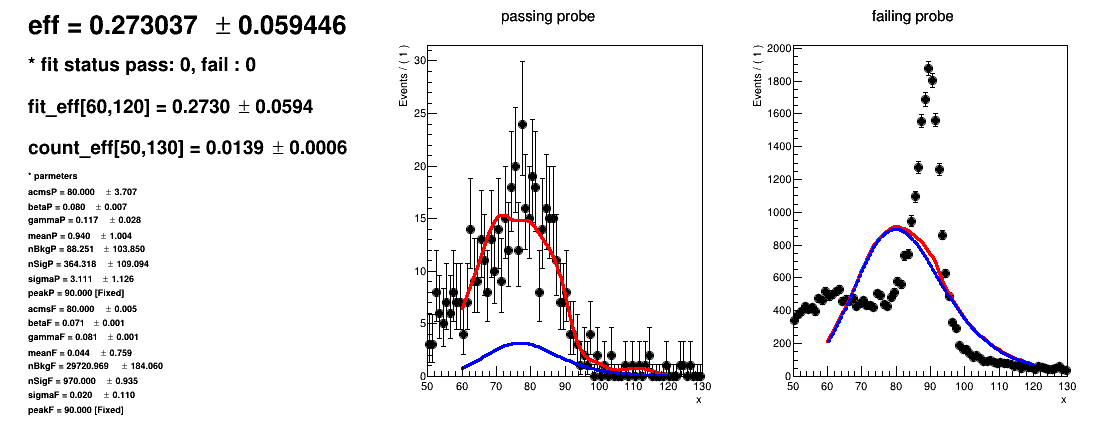 eff = 0.273037 ± 0.059446
* fit status pass: 0, fail : 0
fit_eff[60,120] = 0.2730 ± 0.0594
count_eff[50,130] = 0.0139 ± 0.0006
* parmeters
acmsP = 80.000 ± 3.707
betaP = 0.080 ± 0.007
gammaP = 0.117 ± 0.028
meanP = 0.940 ± 1.004
nBkgP = 88.251 ± 103.850
nSigP = 364.318 ± 109.094
sigmaP = 3.111 ± 1.126
peakP = 90.000 [Fixed]
acmsF = 80.000 ± 0.005
betaF = 0.071 ± 0.001
gammaF = 0.081 ± 0.001
meanF = 0.044 ± 0.759
nBkgF = 29720.969 ± 184.060
nSigF = 970.000 ± 0.935
sigmaF = 0.020 ± 0.110
peakF = 90.000 [Fixed]
passing probe
Events / ( 1 )
30
25
20
15
10
5
0
50 60 70 80 90 100 110 120 130
x
failing probe
Events / ( 1 )
2000
1800
1600
1400
1200
1000
800
600
400
200
0
50 60 70 80 90 100 110 120 130
x